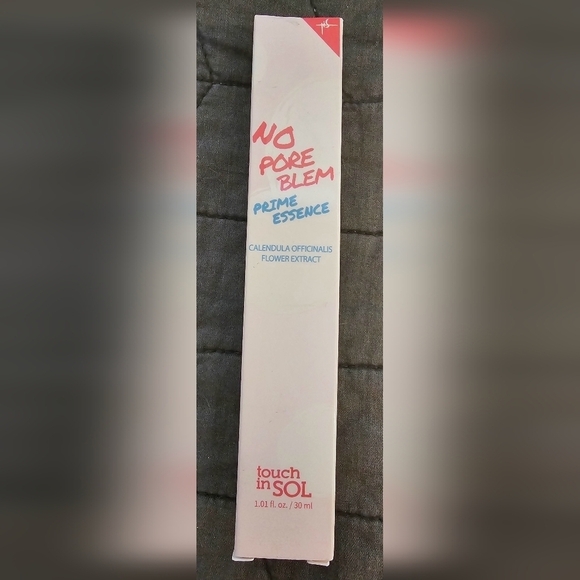 NO
PORE
BLEM
PRIME
ESSENCE
CALENDULA OFFICINALIS
FLOWER EXTRACT
touch
in SOL
1.01 fl. oz. / 30 ml